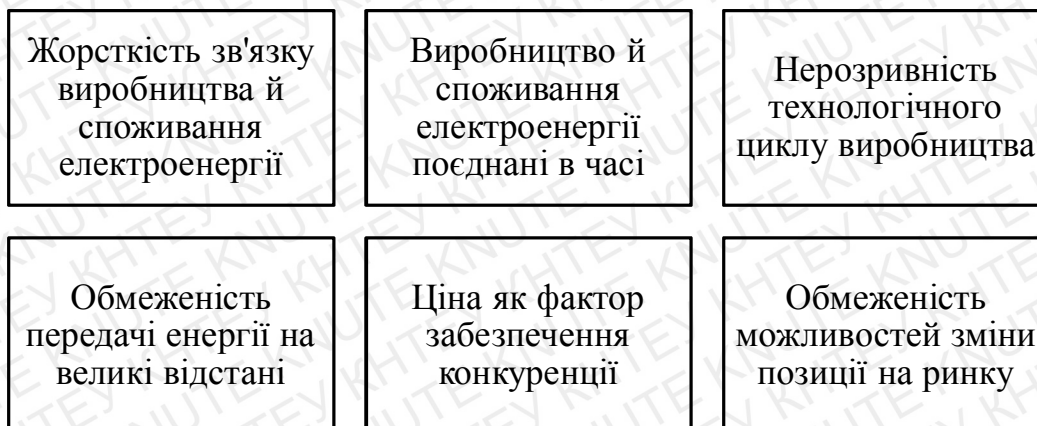 Жорсткість зв'язку
виробництва й
споживання
електроенергії
Виробництво й
споживання
електроенергії
поєднані в часі
Нерозривність
технологічного
циклу виробництва
Обмеженість
передачі енергії на
великі відстані
Ціна як фактор
забезпечення
конкуренції
Обмеженість
можливостей зміни
позиції на ринку